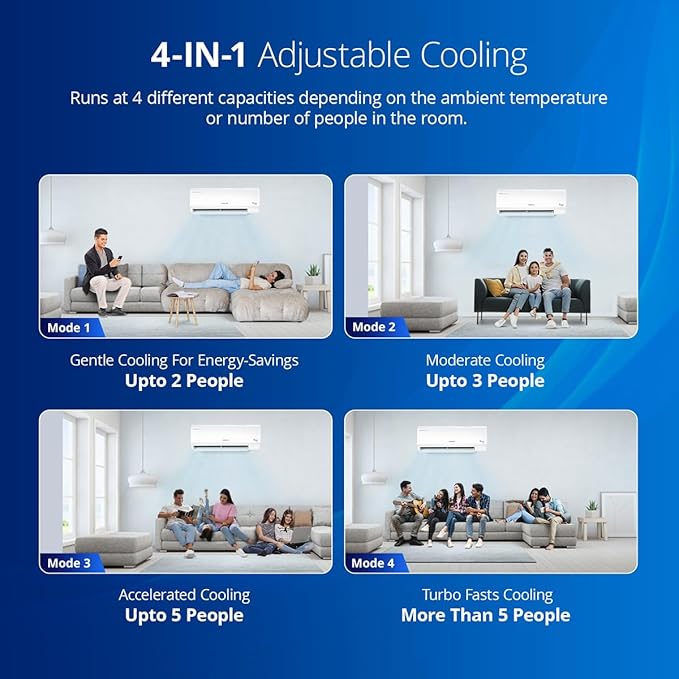 4-IN-1 Adjustable Cooling
Runs at 4 different capacities depending on the ambient temperature
or number of people in the room.
Mode 1
Mode 2
Gentle Cooling For Energy-Savings
Upto 2 People
Moderate Cooling
Upto 3 People
Mode 3
Mode 4
Accelerated Cooling
Upto 5 People
Turbo Fasts Cooling
More Than 5 People